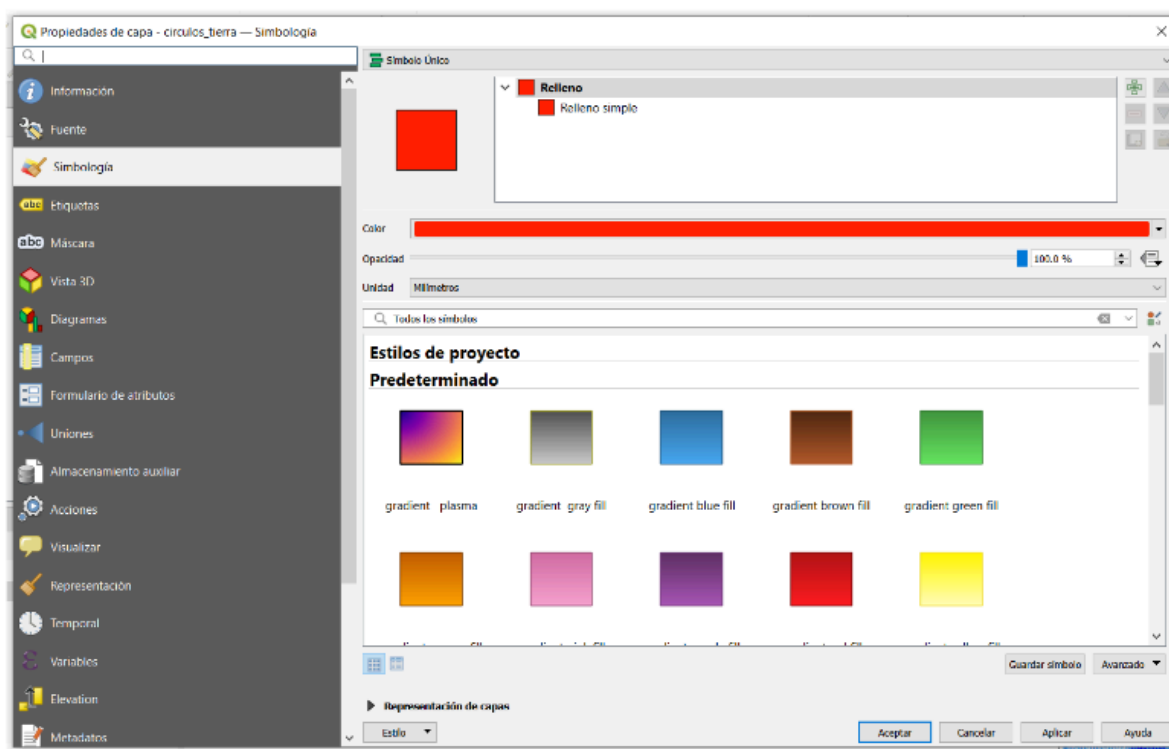 Propiedades de capa - circulos_tierra — Simbología
Símbolo Único
Información
Fuente
Simbología
Etiquetas
Máscara
Vista 3D
Diagramas
Campos
Formulario de atributos
Uniones
Almacenamiento auxiliar
Acciones
Visualizar
Representación
Temporal
Variables
Elevation
Metadatos
Relleno
Relleno simple
Color
Opacidad
100.0 %
Unidad
Milímetros
Todos los símbolos
Estilos de proyecto
Predeterminado
gradient plasma
gradient gray fill
gradient blue fill
gradient brown fill
gradient green fill
Guardar símbolo
Avanzado
Representación de capas
Estilo
Aceptar
Cancelar
Aplicar
Ayuda